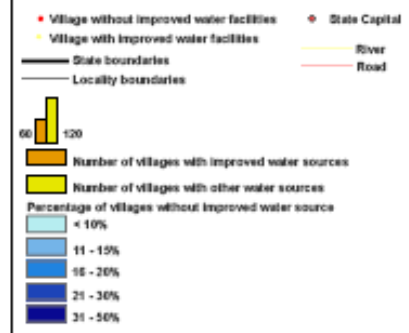 Village without improved water facilities
State Capital
Village with improved water facilities
River
State boundaries
Road
Locality boundaries
60 120
Number of villages with improved water sources
Number of villages with other water sources
Percentage of villages without improved water source
< 10%
11 - 15%
16 - 20%
21 - 30%
31 - 50%